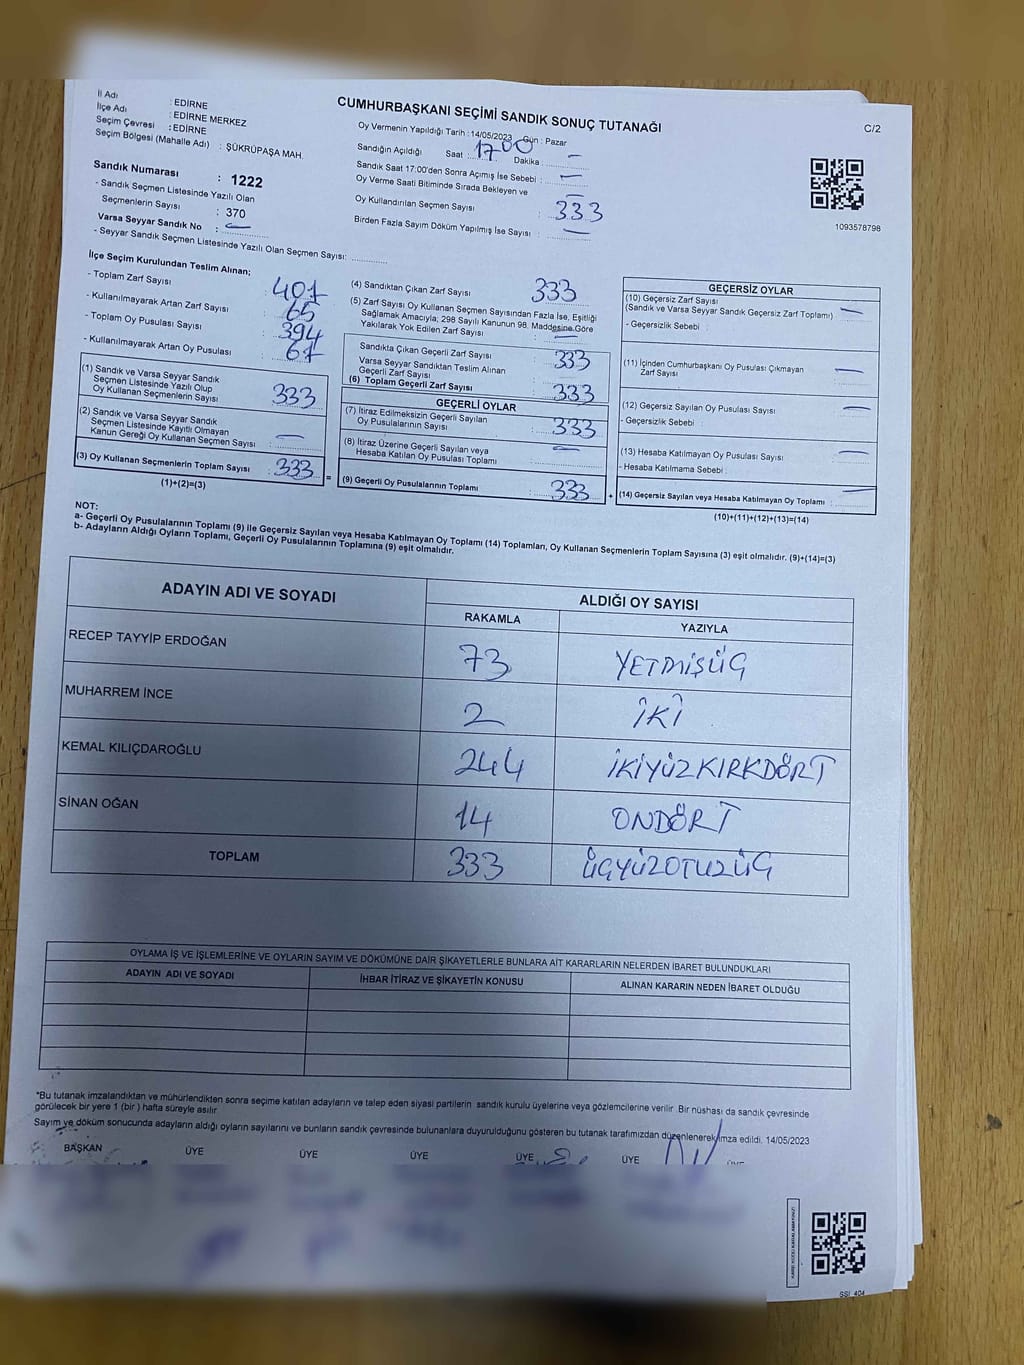 CUMHURBAŞKANI SEÇİMİ SANDIK SONUÇ TUTANAĞI
C/2
İl Adı : EDİRNE
İlçe Adı : EDİRNE MERKEZ
Seçim Çevresi : EDİRNE
Seçim Bölgesi (Mahalle Adı) : ŞÜKRÜPAŞA MAH.
Sandık Numarası : 1222
- Sandık Seçmen Listesinde Yazılı Olan
Seçmenlerin Sayısı : 370
Varsa Seyyar Sandık No : —
- Seyyar Sandık Seçmen Listesinde Yazılı Olan Seçmen Sayısı:
Oy Vermenin Yapıldığı Tarih : 14/05/2023 Gün : Pazar
Sandığın Açıldığı Saat : 17 00 Dakika : —
Sandık Saat 17:00'den Sonra Açımış İse Sebebi : —
Oy Verme Saati Bitiminde Sırada Bekleyen ve —
Oy Kullandırılan Seçmen Sayısı : 333
Birden Fazla Sayım Döküm Yapılmış İse Sayısı : —
1093578798
İlçe Seçim Kurulundan Teslim Alınan;
- Toplam Zarf Sayısı : 401
- Kullanılmayarak Artan Zarf Sayısı : 65
- Toplam Oy Pusulası Sayısı : 394
- Kullanılmayarak Artan Oy Pusulası : 61
(1) Sandık ve Varsa Seyyar Sandık
Seçmen Listesinde Yazılı Olup
Oy Kullanan Seçmenlerin Sayısı : 333
(2) Sandık ve Varsa Seyyar Sandık
Seçmen Listesinde Kayıtlı Olmayan
Kanun Gereği Oy Kullanan Seçmen Sayısı : —
(3) Oy Kullanan Seçmenlerin Toplam Sayısı : 333
(1)+(2)=(3)
(4) Sandıktan Çıkan Zarf Sayısı : 333
(5) Zarf Sayısı Oy Kullanan Seçmen Sayısından Fazla İse, Eşitliği
Sağlamak Amacıyla; 298 Sayılı Kanunun 98. Maddesine Göre
Yakılarak Yok Edilen Zarf Sayısı : —
Sandıkta Çıkan Geçerli Zarf Sayısı : 333
Varsa Seyyar Sandıktan Teslim Alınan
Geçerli Zarf Sayısı :
(6) Toplam Geçerli Zarf Sayısı : 333
GEÇERLİ OYLAR
(7) İtiraz Edilmeksizin Geçerli Sayılan
Oy Pusulalarının Sayısı : 333
(8) İtiraz Üzerine Geçerli Sayılan veya —
Hesaba Katılan Oy Pusulası Toplamı :
= (9) Geçerli Oy Pusulalarının Toplamı : 333 +
GEÇERSİZ OYLAR
(10) Geçersiz Zarf Sayısı
(Sandık ve Varsa Seyyar Sandık Geçersiz Zarf Toplamı) : —
- Geçersizlik Sebebi :
(11) İçinden Cumhurbaşkanı Oy Pusulası Çıkmayan
Zarf Sayısı : —
(12) Geçersiz Sayılan Oy Pusulası Sayısı : —
- Geçersizlik Sebebi :
(13) Hesaba Katılmayan Oy Pusulası Sayısı : —
- Hesaba Katılmama Sebebi :
(14) Geçersiz Sayılan veya Hesaba Katılmayan Oy Toplamı : —
(10)+(11)+(12)+(13)=(14)
NOT:
a- Geçerli Oy Pusulalarının Toplamı (9) ile Geçersiz Sayılan veya Hesaba Katılmayan Oy Toplamı (14) Toplamları, Oy Kullanan Seçmenlerin Toplam Sayısına (3) eşit olmalıdır. (9)+(14)=(3)
b- Adayların Aldığı Oyların Toplamı, Geçerli Oy Pusulalarının Toplamına (9) eşit olmalıdır.
ADAYIN ADI VE SOYADI ALDIĞI OY SAYISI
RAKAMLA YAZIYLA
RECEP TAYYİP ERDOĞAN 73 YETMİŞÜÇ
MUHARREM İNCE 2 İKİ
KEMAL KILIÇDAROĞLU 244 İKİYÜZKIRKDÖRT
SİNAN OĞAN 14 ONDÖRT
TOPLAM 333 ÜÇYÜZOTUZÜÇ
OYLAMA İŞ VE İŞLEMLERİNE VE OYLARIN SAYIM VE DÖKÜMÜNE DAİR ŞİKAYETLERLE BUNLARA AİT KARARLARIN NELERDEN İBARET BULUNDUKLARI
ADAYIN ADI VE SOYADI İHBAR İTİRAZ VE ŞİKAYETİN KONUSU ALINAN KARARIN NEDEN İBARET OLDUĞU
*Bu tutanak imzalandıktan ve mühürlendikten sonra seçime katılan adayların ve talep eden siyasi partilerin sandık kurulu üyelerine veya gözlemcilerine verilir. Bir nüshası da sandık çevresinde
görülecek bir yere 1 (bir ) hafta süreyle asılır.
Sayım ve döküm sonucunda adayların aldığı oyların sayılarını ve bunların sandık çevresinde bulunanlara duyurulduğunu gösteren bu tutanak tarafımızdan düzenlenerek imza edildi. 14/05/2023
BAŞKAN ÜYE ÜYE ÜYE ÜYE ÜYE ÜYE
SSI_404